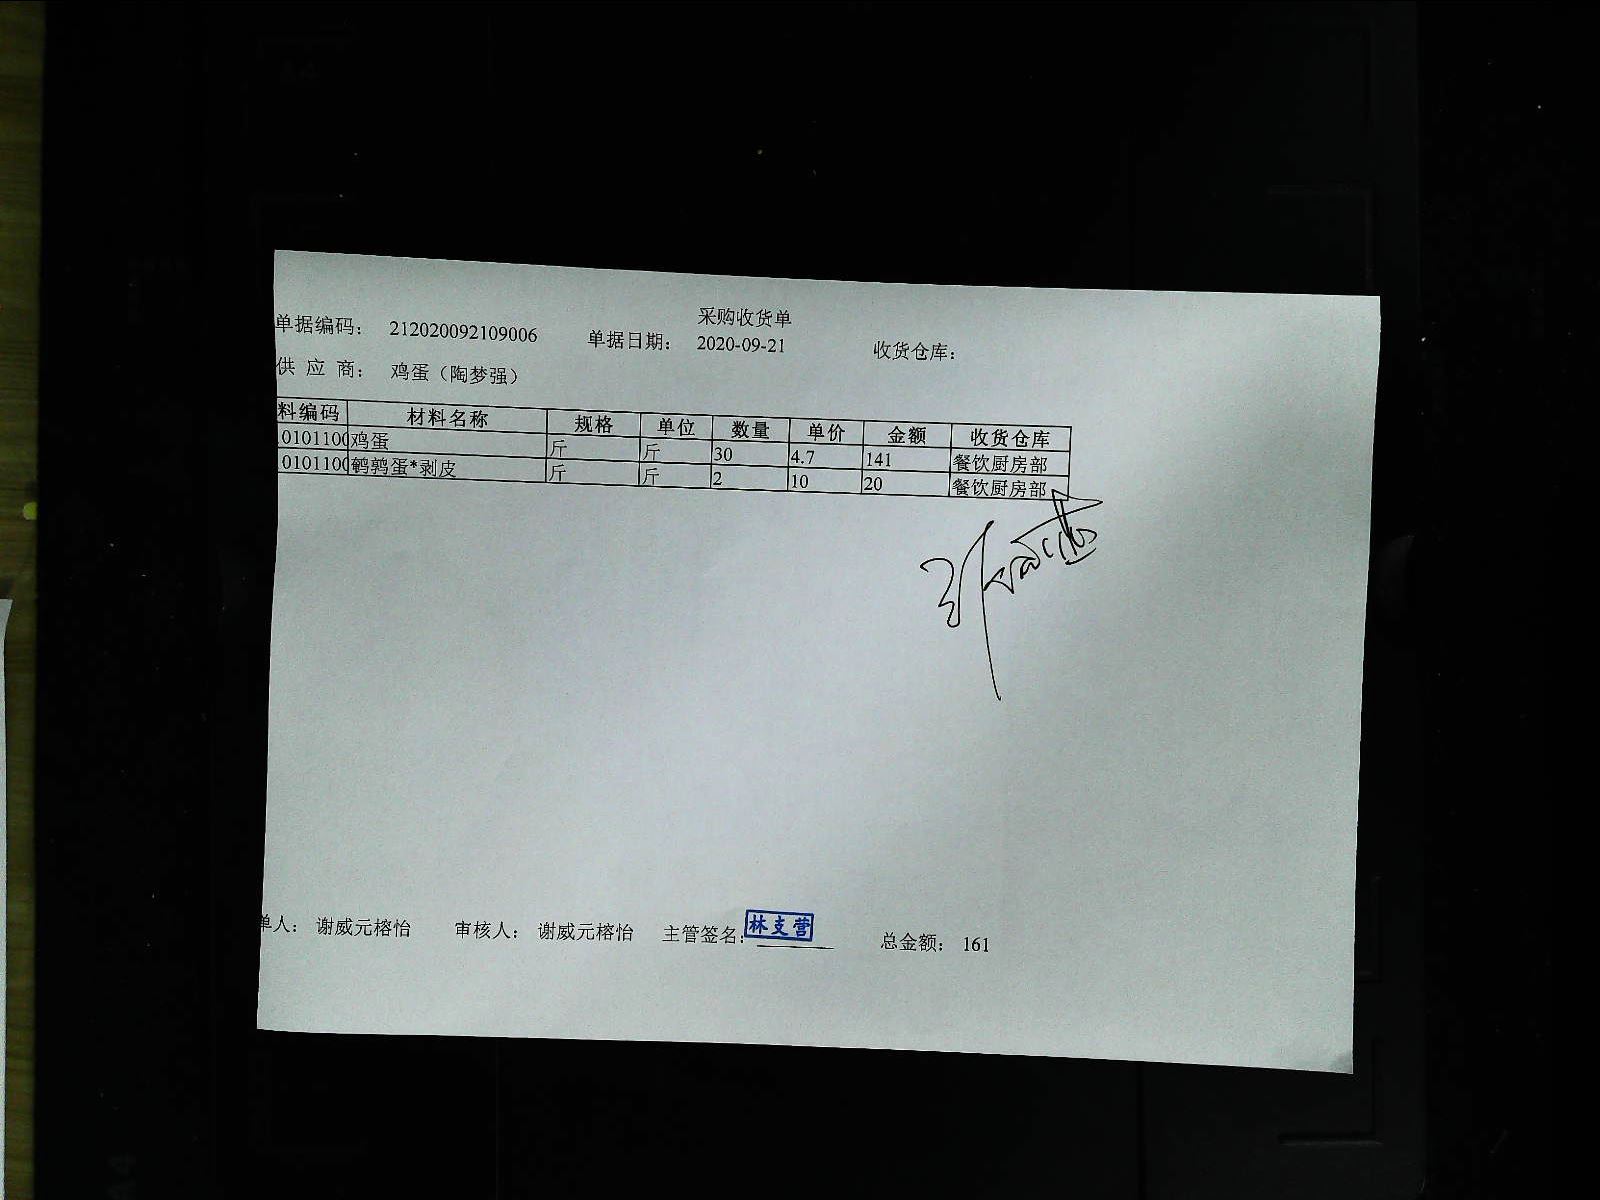 采购收货单
单据编码： 212020092109006 单据日期： 2020-09-21 收货仓库：
供 应 商： 鸡蛋（陶梦强）
料编码 材料名称 规格 单位 数量 单价 金额 收货仓库
0101100 鸡蛋 斤 斤 30 4.7 141 餐饮厨房部
0101100 鹌鹑蛋*剥皮 斤 斤 2 10 20 餐饮厨房部
单人： 谢威元榕怡 审核人： 谢威元榕怡 主管签名： 林支营 总金额： 161